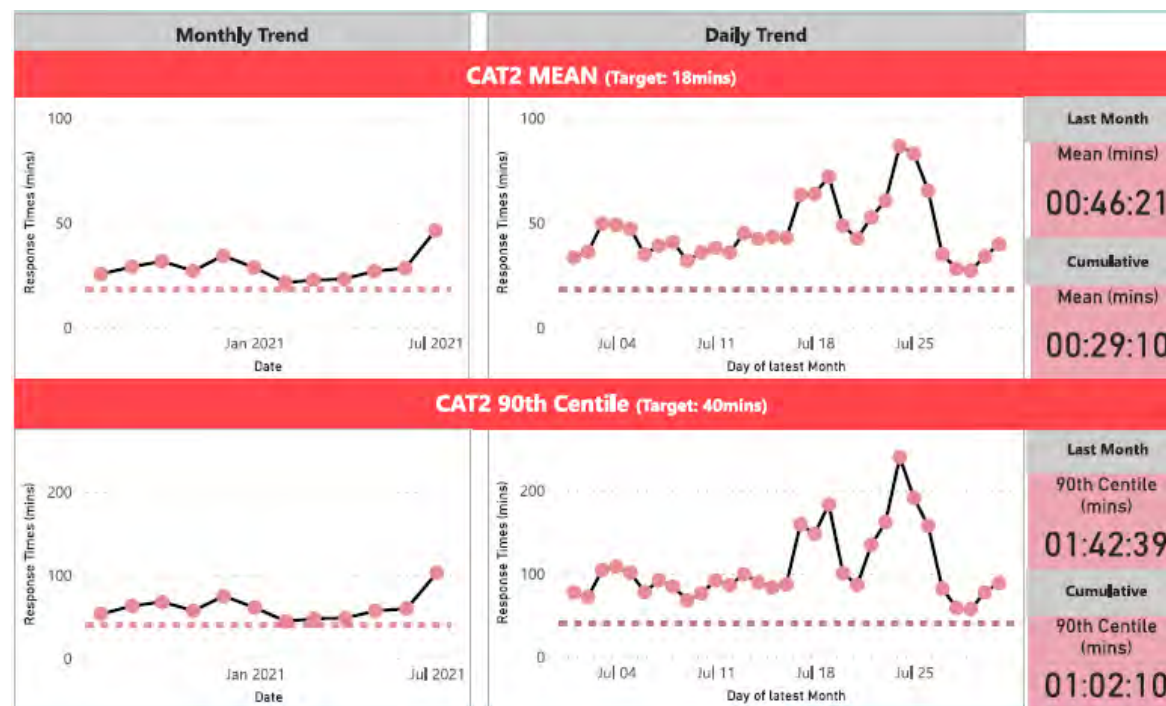 Monthly Trend
Daily Trend
CAT2 MEAN (Target: 18mins)
100
50
0
Response Times (mins)
Jan 2021
Jul 2021
Date
100
50
0
Response Times (mins)
Jul 04
Jul 11
Jul 18
Jul 25
Day of latest Month
Last Month
Mean (mins)
00:46:21
Cumulative
Mean (mins)
00:29:10
CAT2 90th Centile (Target: 40mins)
200
100
0
Response Times (mins)
Jan 2021
Jul 2021
Date
200
100
0
Response Times (mins)
Jul 04
Jul 11
Jul 18
Jul 25
Day of latest Month
Last Month
90th Centile
(mins)
01:42:39
Cumulative
90th Centile
(mins)
01:02:10